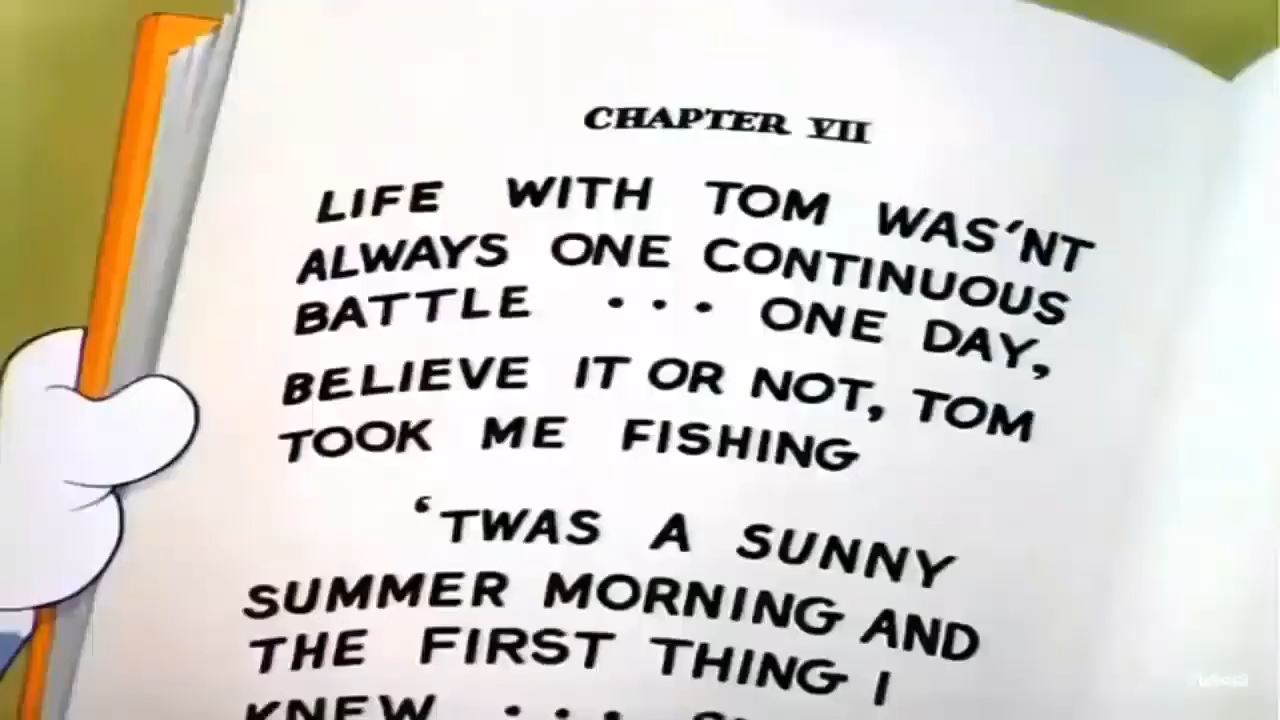 CHAPTER VII
LIFE WITH TOM WAS'NT
ALWAYS ONE CONTINUOUS
BATTLE ... ONE DAY,
BELIEVE IT OR NOT, TOM
TOOK ME FISHING
'TWAS A SUNNY
SUMMER MORNING AND
THE FIRST THING I
KNEW ...